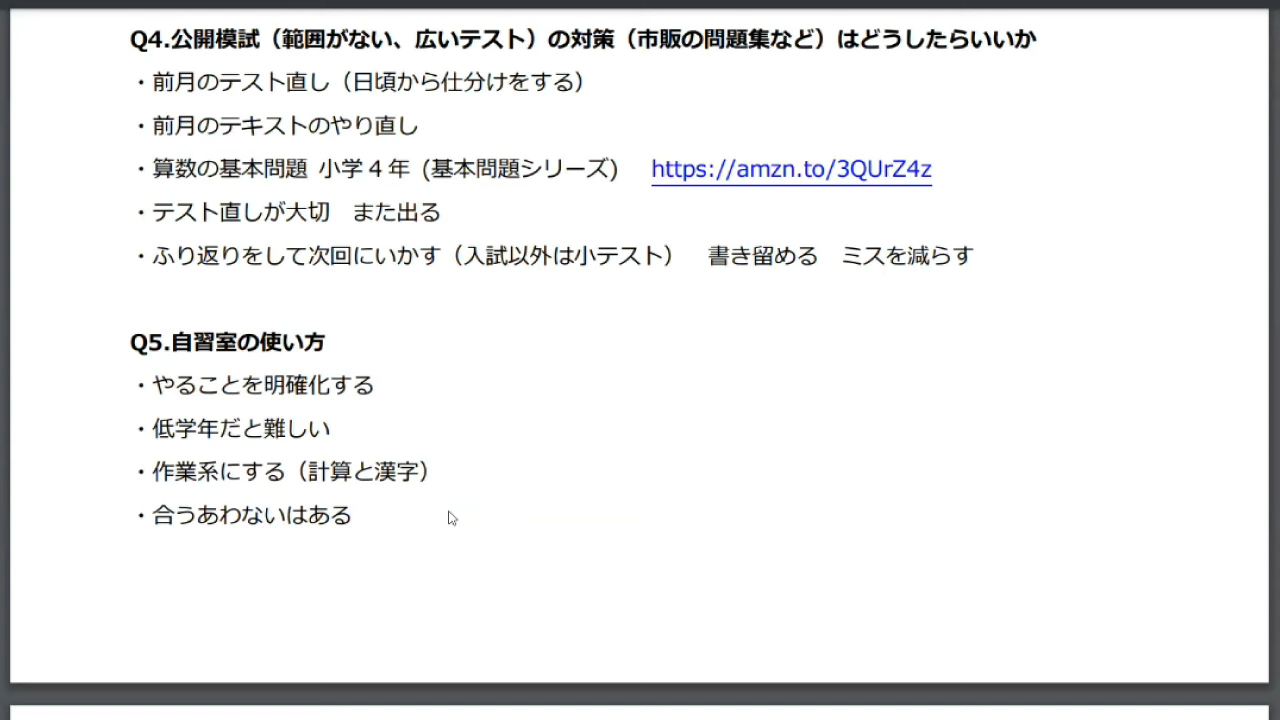 Q4.公開模試（範囲がない、広いテスト）の対策（市販の問題集など）はどうしたらいいか
・前月のテスト直し（日頃から仕分けをする）
・前月のテキストのやり直し
・算数の基本問題 小学４年 (基本問題シリーズ)　https://amzn.to/3QUrZ4z
・テスト直しが大切　また出る
・ふり返りをして次回にいかす（入試以外は小テスト）　書き留める　ミスを減らす
Q5.自習室の使い方
・やることを明確化する
・低学年だと難しい
・作業系にする（計算と漢字）
・合うあわないはある